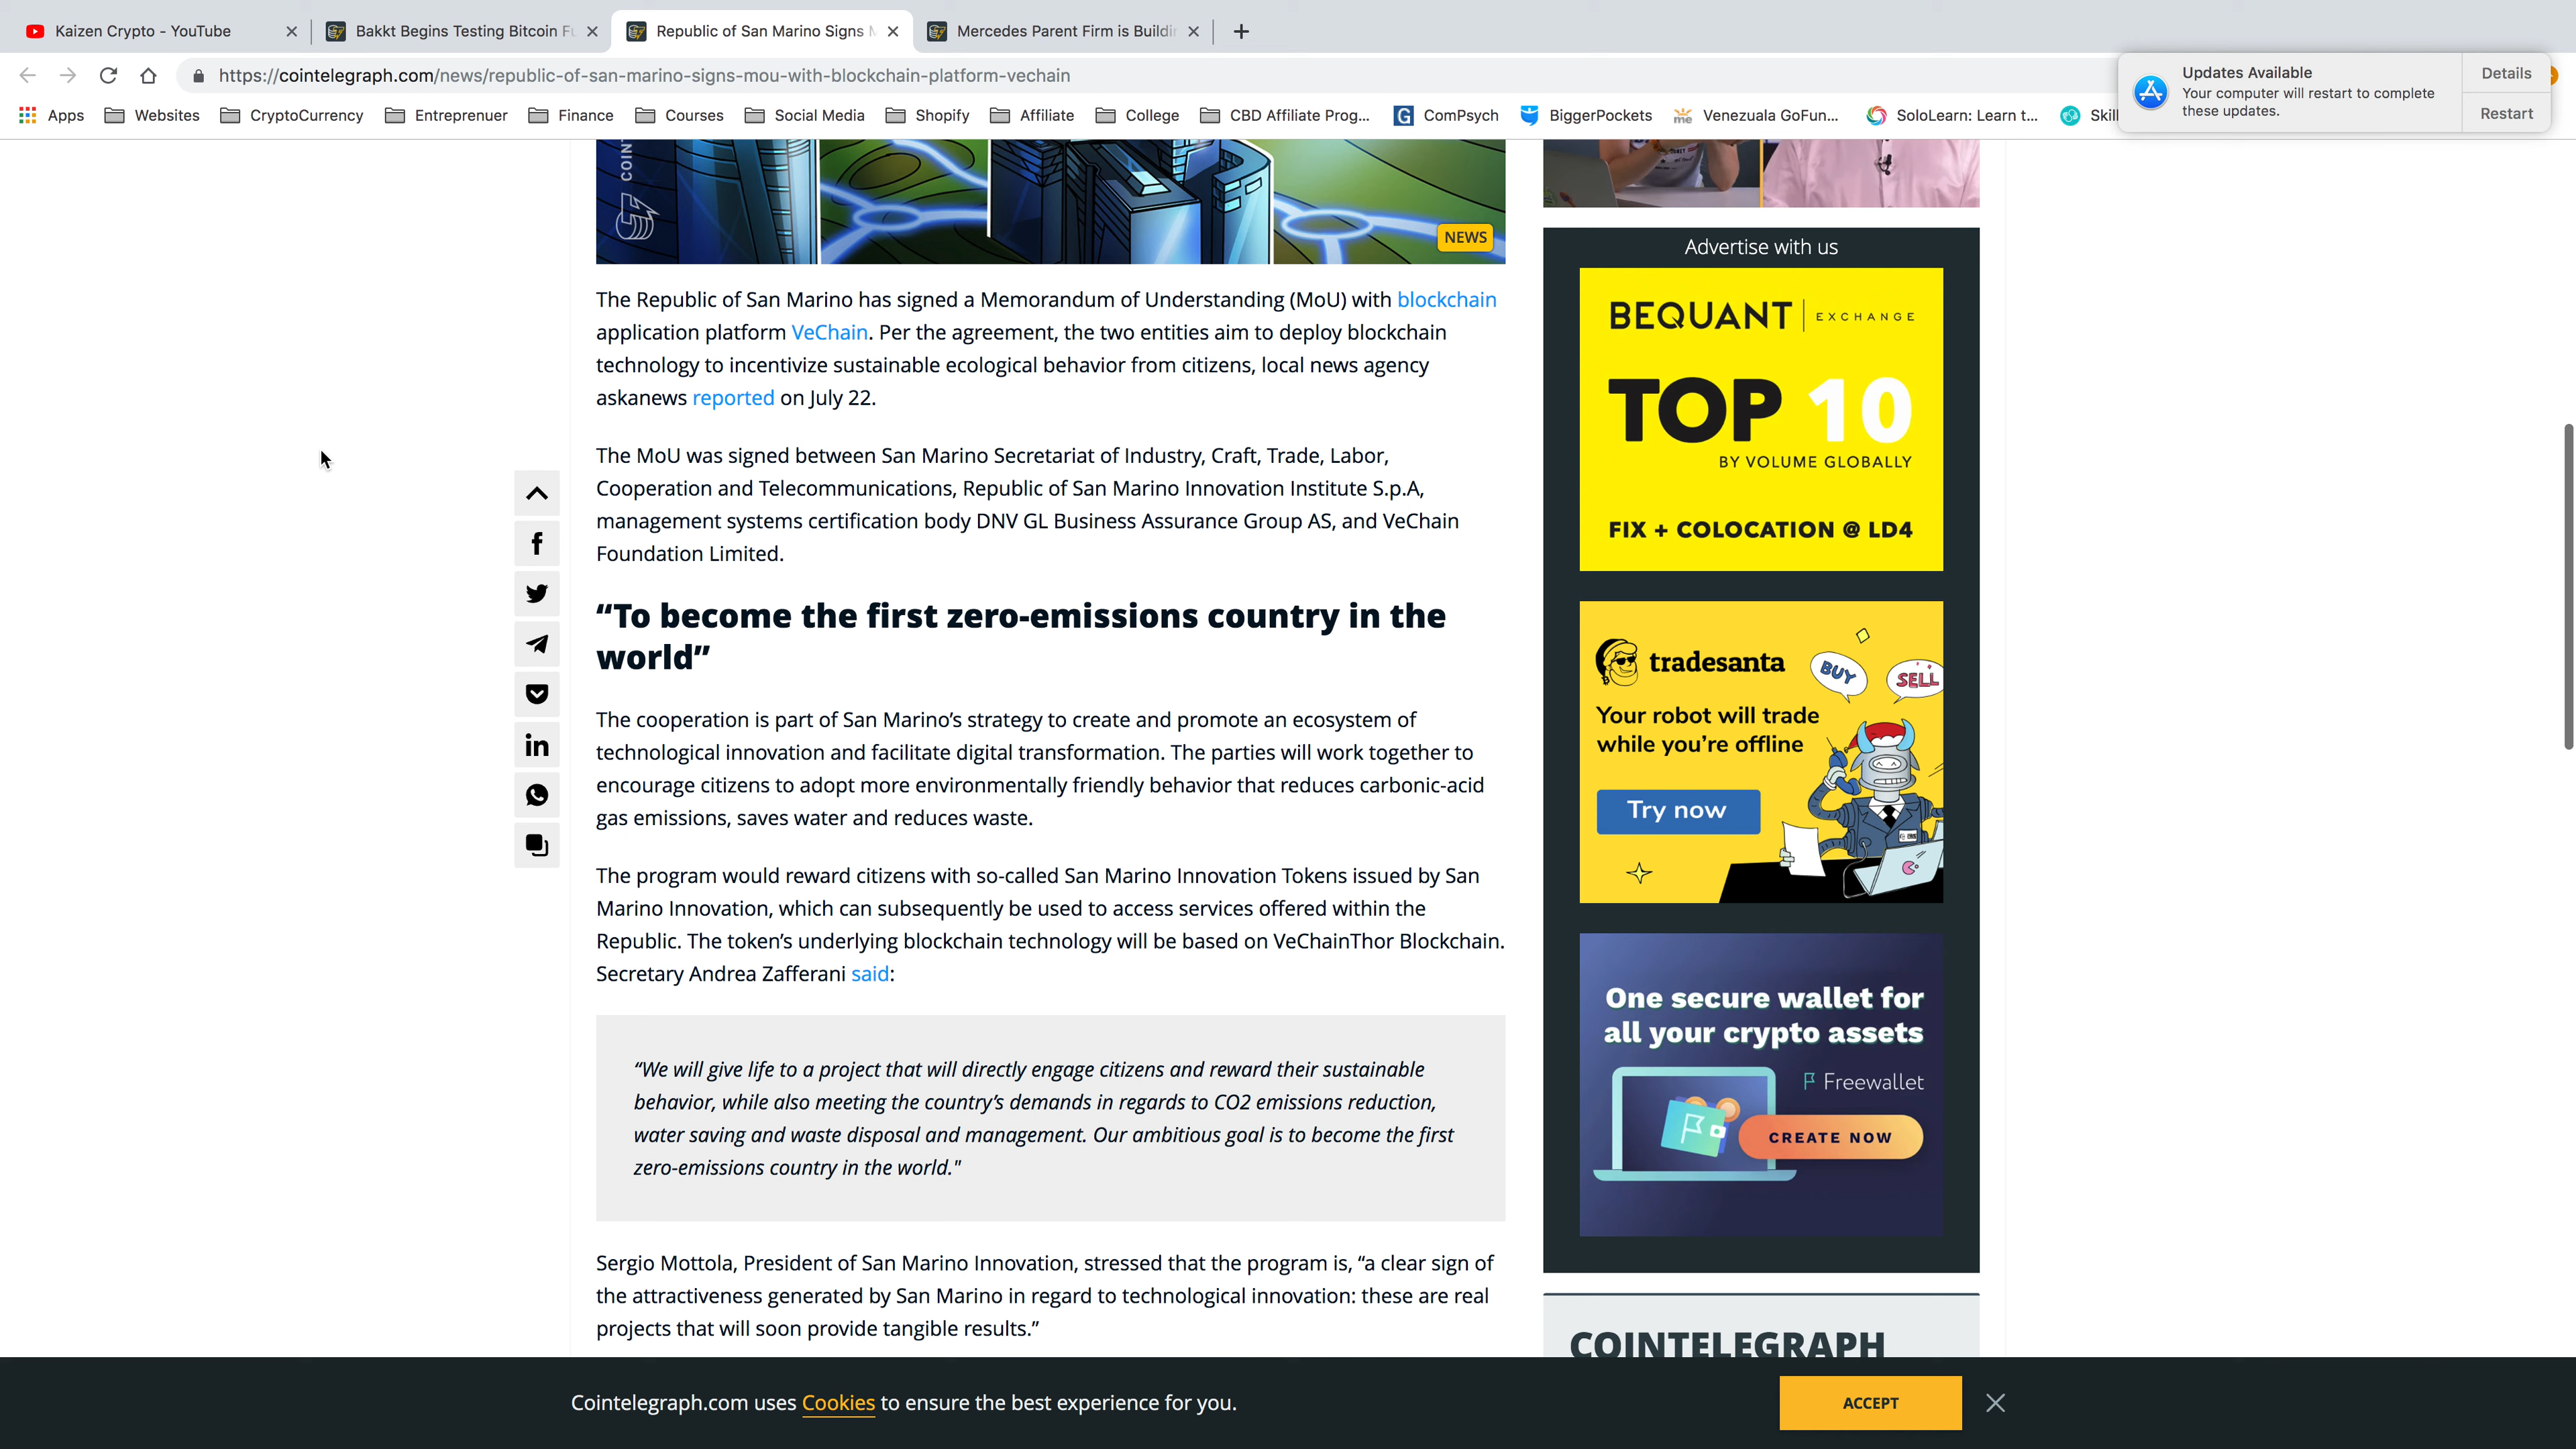 Kaizen Crypto - YouTube
Bakkt Begins Testing Bitcoin Fu
Republic of San Marino Signs M
Mercedes Parent Firm is Buildin
https://cointelegraph.com/news/republic-of-san-marino-signs-mou-with-blockchain-platform-vechain
Updates Available
Your computer will restart to complete
these updates.
Details
Restart
Apps
Websites
CryptoCurrency
Entreprenuer
Finance
Courses
Social Media
Shopify
Affiliate
College
CBD Affiliate Prog...
ComPsych
BiggerPockets
Venezuala GoFun...
SoloLearn: Learn t...
Skill
COINT
NEWS
The Republic of San Marino has signed a Memorandum of Understanding (MoU) with blockchain
application platform VeChain. Per the agreement, the two entities aim to deploy blockchain
technology to incentivize sustainable ecological behavior from citizens, local news agency
askanews reported on July 22.
The MoU was signed between San Marino Secretariat of Industry, Craft, Trade, Labor,
Cooperation and Telecommunications, Republic of San Marino Innovation Institute S.p.A,
management systems certification body DNV GL Business Assurance Group AS, and VeChain
Foundation Limited.
“To become the first zero-emissions country in the
world”
The cooperation is part of San Marino’s strategy to create and promote an ecosystem of
technological innovation and facilitate digital transformation. The parties will work together to
encourage citizens to adopt more environmentally friendly behavior that reduces carbonic-acid
gas emissions, saves water and reduces waste.
The program would reward citizens with so-called San Marino Innovation Tokens issued by San
Marino Innovation, which can subsequently be used to access services offered within the
Republic. The token’s underlying blockchain technology will be based on VeChainThor Blockchain.
Secretary Andrea Zafferani said:
“We will give life to a project that will directly engage citizens and reward their sustainable
behavior, while also meeting the country’s demands in regards to CO2 emissions reduction,
water saving and waste disposal and management. Our ambitious goal is to become the first
zero-emissions country in the world."
Sergio Mottola, President of San Marino Innovation, stressed that the program is, “a clear sign of
the attractiveness generated by San Marino in regard to technological innovation: these are real
projects that will soon provide tangible results.”
Advertise with us
BEQUANT EXCHANGE
TOP 10
BY VOLUME GLOBALLY
FIX + COLOCATION @ LD4
tradesanta
BUY
SELL
Your robot will trade
while you’re offline
Try now
One secure wallet for
all your crypto assets
Freewallet
CREATE NOW
COINTELEGRAPH
Cointelegraph.com uses Cookies to ensure the best experience for you.
ACCEPT